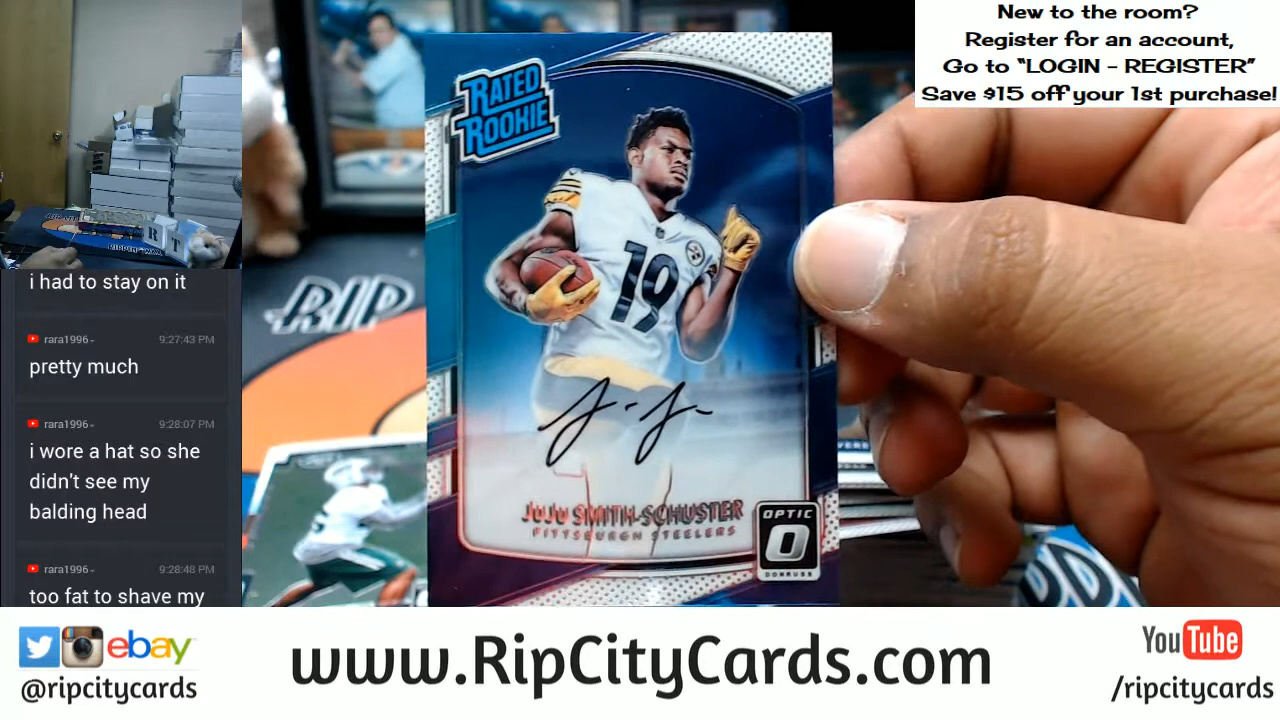 New to the room?
Register for an account,
Go to "LOGIN - REGISTER"
Save $15 off your 1st purchase!
i had to stay on it
rara1996-
9:27:43 PM
pretty much
rara1996-
9:28:07 PM
i wore a hat so she
didn't see my
balding head
rara1996-
9:28:48 PM
too fat to shave my
RATED
ROOKIE
19
JUJU SMITH-SCHUSTER
PITTSBURGH STEELERS
OPTIC
DONRUSS
RIP
R T
ebay
@ripcitycards
www.RipCityCards.com
YouTube
/ripcitycards